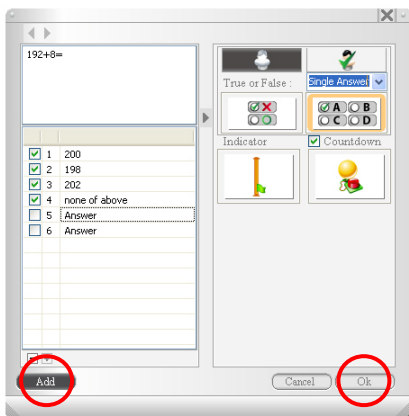 192+8=
True or False :
Single Answer
A B
C D
Indicator
Countdown
1 200
2 198
3 202
4 none of above
5 Answer
6 Answer
Add
Cancel
Ok